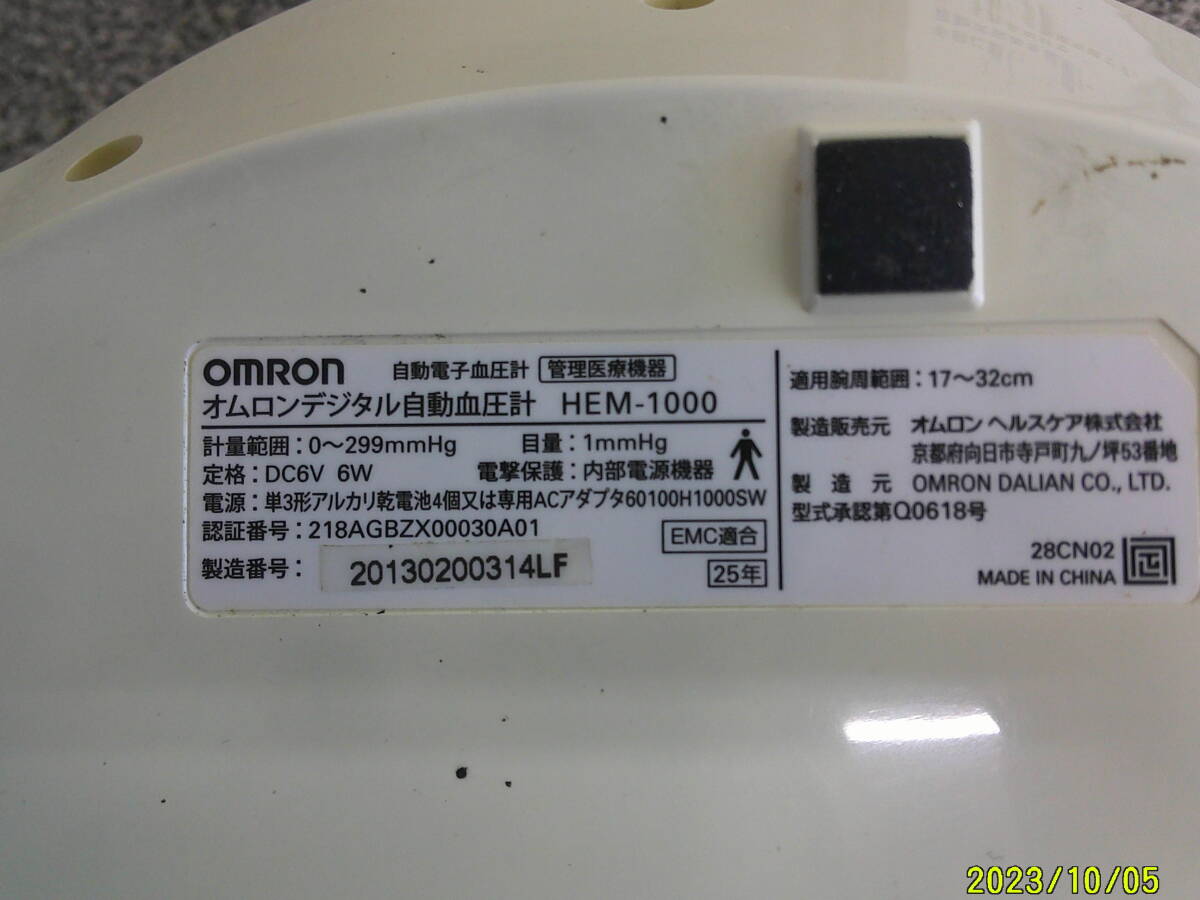 OMRON 自動電子血圧計 管理医療機器
オムロンデジタル自動血圧計 HEM-1000
計量範囲:0～299mmHg 目量:1mmHg
定格:DC6V 6W 電撃保護:内部電源機器
電源:単3形アルカリ乾電池4個又は専用ACアダプタ60100H1000SW
認証番号:218AGBZX00030A01
EMC適合
製造番号: 20130200314LF
25年
適用腕周範囲:17～32cm
製造販売元 オムロン ヘルスケア株式会社
京都府向日市寺戸町九ノ坪53番地
製造元 OMRON DALIAN CO., LTD.
型式承認第Q0618号
28CN02
MADE IN CHINA
2023/10/05